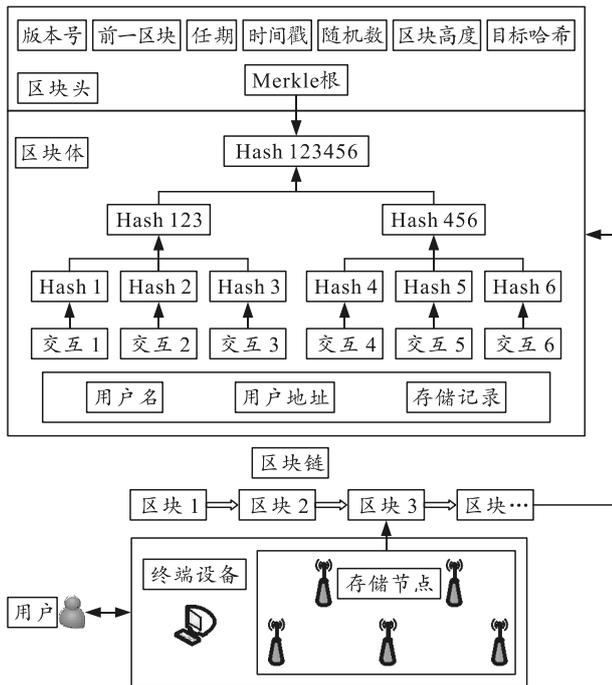 版本号 前一区块 任期 时间戳 随机数 区块高度 目标哈希
区块头 Merkle根
区块体 Hash 123456
Hash 123 Hash 456
Hash 1 Hash 2 Hash 3 Hash 4 Hash 5 Hash 6
交互 1 交互 2 交互 3 交互 4 交互 5 交互 6
用户名 用户地址 存储记录
区块链
区块 1 区块 2 区块 3 区块…
终端设备 存储节点
用户